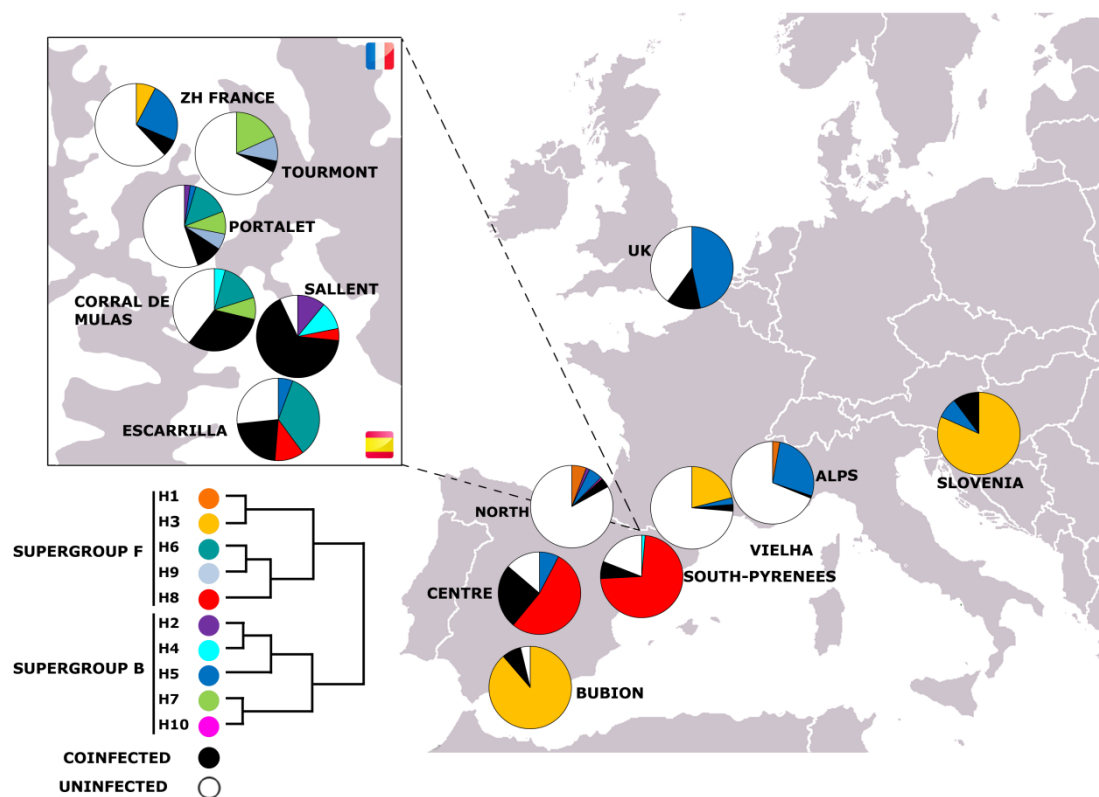 ZH FRANCE
TOURMONT
PORTALET
CORRAL DE
MULAS
SALLENT
ESCARRILLA
UK
SLOVENIA
ALPS
NORTH
VIELHA
SOUTH-PYRENEES
CENTRE
BUBION
SUPERGROUP F
H1
H3
H6
H9
H8
SUPERGROUP B
H2
H4
H5
H7
H10
COINFECTED
UNINFECTED